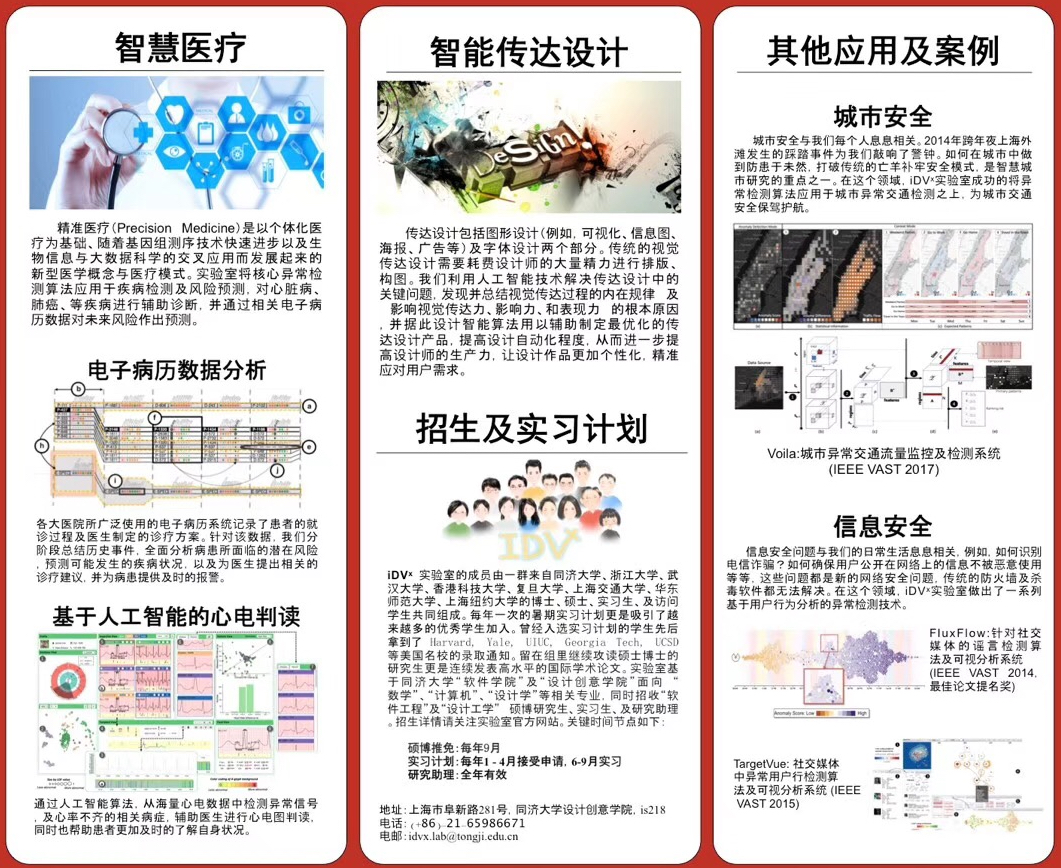 智慧医疗
精准医疗(Precision Medicine)是以个体化医
疗为基础、随着基因组测序技术快速进步以及生
物信息与大数据科学的交叉应用而发展起来的
新型医学概念与医疗模式。实验室将核心异常检
测算法应用于疾病检测及风险预测, 对心脏病、
肺癌、等疾病进行辅助诊断, 并通过相关电子病
历数据对未来风险作出预测。
电子病历数据分析
b
a
f
h
e
i
j
各大医院所广泛使用的电子病历系统记录了患者的就
诊过程及医生制定的诊疗方案。针对该数据, 我们分
阶段总结历史事件, 全面分析病患所面临的潜在风险
, 预测可能发生的疾病状况, 以及为医生提出相关的
诊疗建议, 并为病患提供及时的报警。
基于人工智能的心电判读
通过人工智能算法, 从海量心电数据中检测异常信号
, 及心率不齐的相关病症, 辅助医生进行心电图判读,
同时也帮助患者更加及时的了解自身状况。
智能传达设计
DeSign.
传达设计包括图形设计(例如, 可视化、信息图、
海报、广告等)及字体设计两个部分。传统的视觉
传达设计需要耗费设计师的大量精力进行排版、
构图。我们利用人工智能技术解决传达设计中的
关键问题, 发现并总结视觉传达过程的内在规律 及
影响视觉传达力、影响力、和表现力 的根本原因
, 并据此设计智能算法用以辅助制定最优化的传
达设计产品, 提高设计自动化程度, 从而进一步提
高设计师的生产力, 让设计作品更加个性化, 精准
应对用户需求。
招生及实习计划
IDVx
iDVx 实验室的成员由一群来自同济大学、浙江大学、武
汉大学、香港科技大学、复旦大学、上海交通大学、华东
师范大学、上海纽约大学的博士、硕士、实习生、及访问
学生共同组成。每年一次的暑期实习计划更是吸引了越
来越多的优秀学生加入。曾经入选实习计划的学生先后
拿到了 Harvard, Yale, UIUC, Georgia Tech, UCSD
等美国名校的录取通知。留在组里继续攻读硕士博士的
研究生更是连续发表高水平的国际学术论文。实验室基
于同济大学“软件学院”及“设计创意学院”面向 “
数学”、“计算机”、“设计学”等相关专业, 同时招收“软
件工程”及“设计工学” 硕博研究生、实习生、及研究助理
。招生详情请关注实验室官方网站。关键时间节点如下:
硕博推免: 每年9月
实习计划: 每年1 - 4月接受申请, 6-9月实习
研究助理: 全年有效
地址: 上海市阜新路281号, 同济大学设计创意学院, is218
电话: (+86) 21 65986671
电邮: idvx.lab@tongji.edu.cn
其他应用及案例
城市安全
城市安全与我们每个人息息相关。2014年跨年夜上海外
滩发生的踩踏事件为我们敲响了警钟。如何在城市中做
到防患于未然, 打破传统的亡羊补牢安全模式, 是智慧城
市研究的重点之一。在这个领域, iDVx实验室成功的将异
常检测算法应用于城市异常交通检测之上, 为城市交通
安全保驾护航。
Data Source
features
regions
features
Voila:城市异常交通流量监控及检测系统
(IEEE VAST 2017)
信息安全
信息安全问题与我们的日常生活息息相关, 例如, 如何识别
电信诈骗? 如何确保用户公开在网络上的信息不被恶意使用
等等, 这些问题都是新的网络安全问题, 传统的防火墙及杀
毒软件都无法解决。在这个领域, iDVx实验室做出了一系列
基于用户行为分析的异常检测技术。
Anomaly Score: Low High
FluxFlow:针对社交
媒体的谣言检测算
法及可视分析系统
(IEEE VAST 2014,
最佳论文提名奖)
TargetVue: 社交媒体
中异常用户行检测算
法及可视分析系统 (IEEE
VAST 2015)